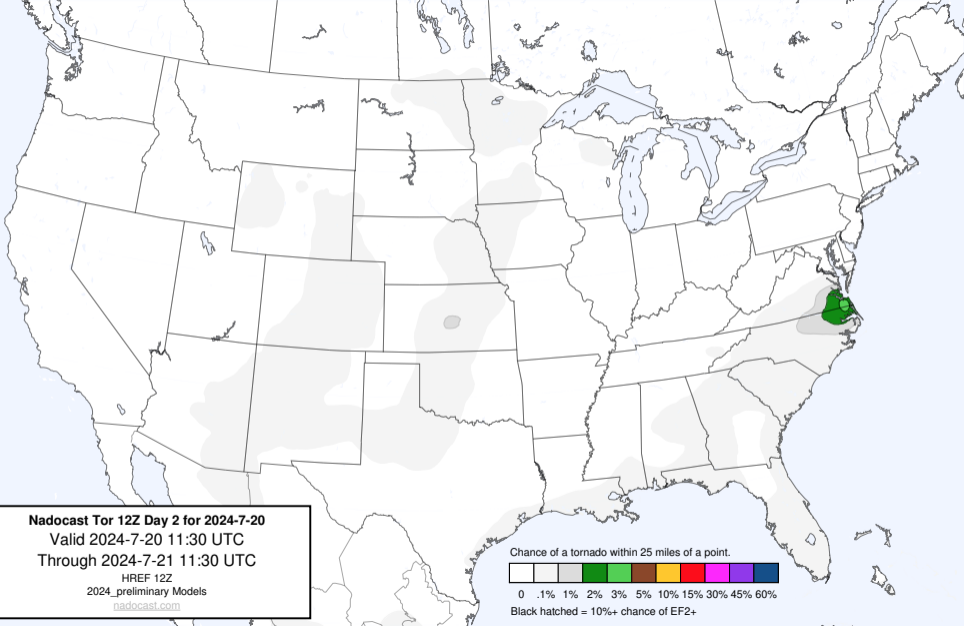 Nadocast Tor 12Z Day 2 for 2024-7-20
Valid 2024-7-20 11:30 UTC
Through 2024-7-21 11:30 UTC
HREF 12Z
2024_preliminary Models
nadocast.com
Chance of a tornado within 25 miles of a point.
0 .1% 1% 2% 3% 5% 10% 15% 30% 45% 60%
Black hatched = 10%+ chance of EF2+